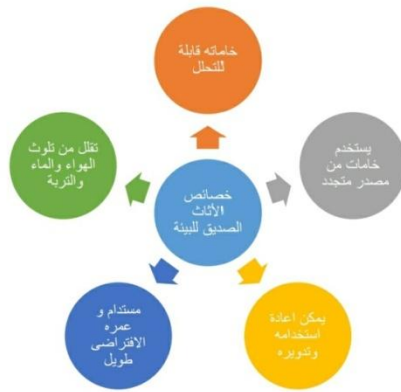 خاماته قابلة
للتحلل
يستخدم
خامات من
مصدر متجدد
يمكن اعادة
استخدامه
وتدويره
مستدام و
عمره
الافتراضى
طويل
تقلل من تلوث
الهواء والماء
والتربة
خصائص
الأثاث
الصديق للبيئة